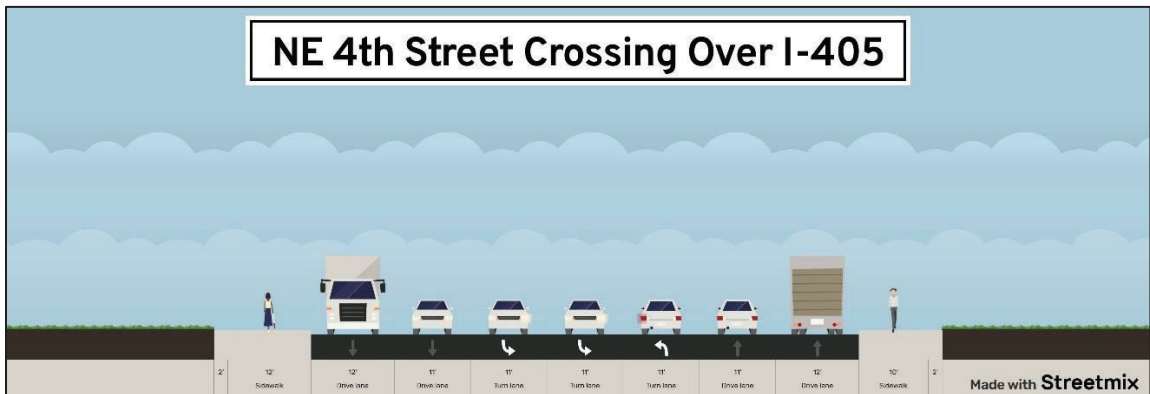 NE 4th Street Crossing Over I-405
2' 12' 12' 11' 11' 11' 11' 11' 12' 10' 2'
Sidewalk Drive lane Drive lane Turn lane Turn lane Turn lane Drive lane Drive lane Sidewalk
Made with Streetmix